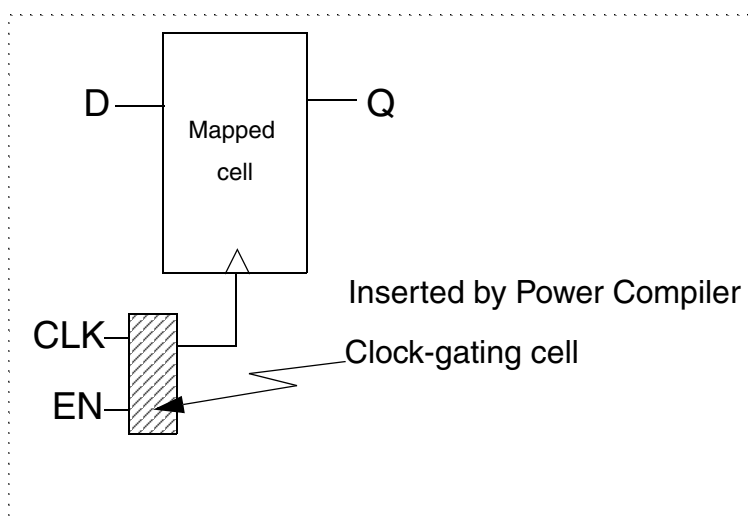 D
Q
Mapped
cell
Inserted by Power Compiler
CLK
Clock-gating cell
EN